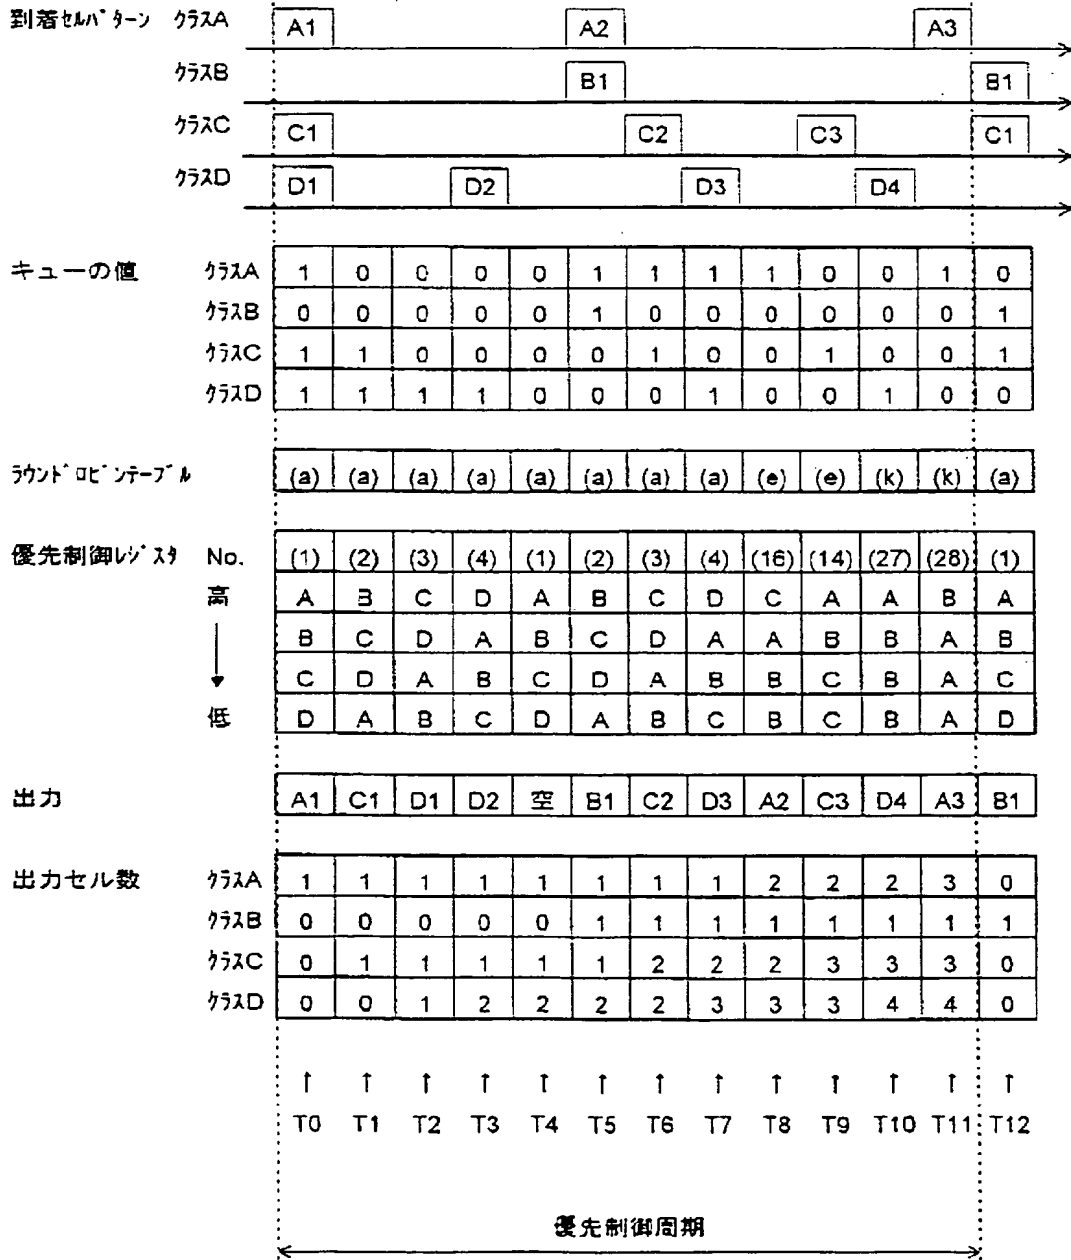 到着セルパターン クラスA A1 A2 A3
クラスB B1 B1
クラスC C1 C2 C3 C1
クラスD D1 D2 D3 D4
キューの値 クラスA 1 0 0 0 0 1 1 1 1 0 0 1 0
クラスB 0 0 0 0 0 1 0 0 0 0 0 0 1
クラスC 1 1 0 0 0 0 1 0 0 1 0 0 1
クラスD 1 1 1 1 0 0 0 1 0 0 1 0 0
ラウンドロビンテーブル (a) (a) (a) (a) (a) (a) (a) (a) (e) (e) (k) (k) (a)
優先制御レジスタ No. (1) (2) (3) (4) (1) (2) (3) (4) (16) (14) (27) (28) (1)
高 A B C D A B C D C A A B A
B C D A B C D A A B B A B
↓ C D A B C D A B B C B A C
低 D A B C D A B C B C B A D
出力 A1 C1 D1 D2 空 B1 C2 D3 A2 C3 D4 A3 B1
出力セル数 クラスA 1 1 1 1 1 1 1 1 2 2 2 3 0
クラスB 0 0 0 0 0 1 1 1 1 1 1 1 1
クラスC 0 1 1 1 1 1 2 2 2 3 3 3 0
クラスD 0 0 1 2 2 2 2 3 3 3 4 4 0
↑ ↑ ↑ ↑ ↑ ↑ ↑ ↑ ↑ ↑ ↑ ↑ ↑
T0 T1 T2 T3 T4 T5 T6 T7 T8 T9 T10 T11 T12
優先制御周期